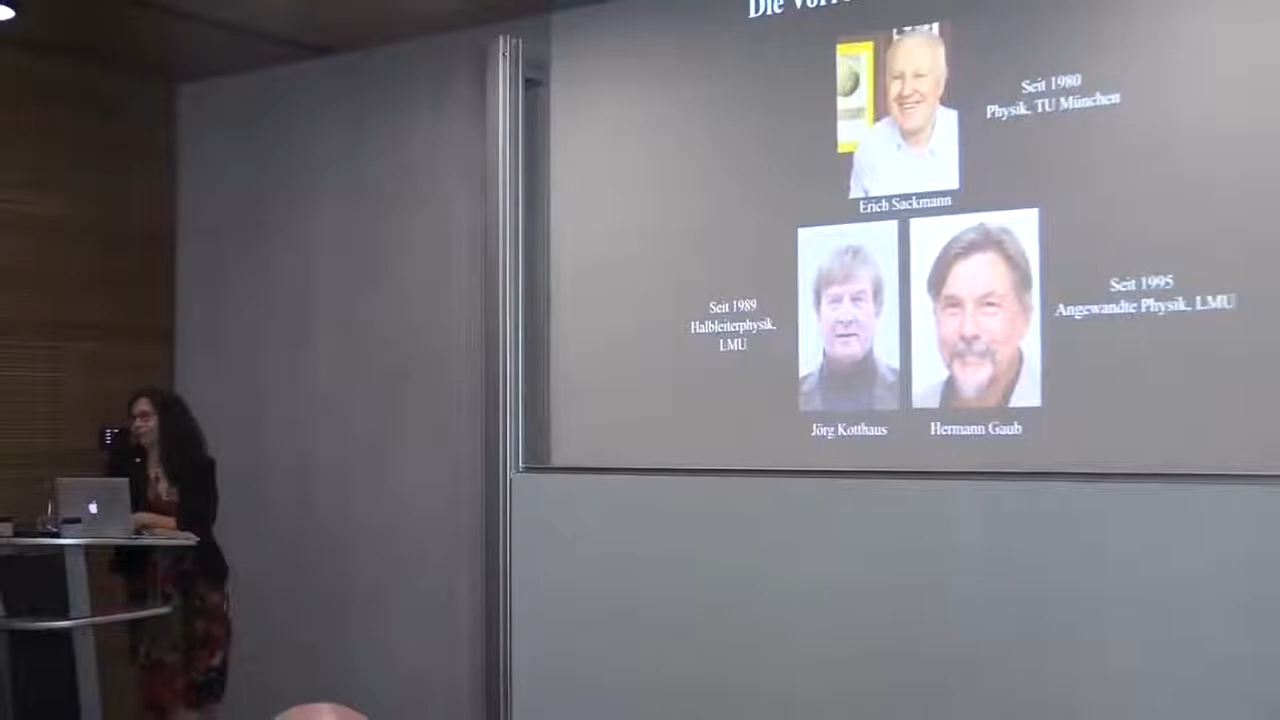 Die
Seit 1980
Physik, TU München
Erich Sackmann
Seit 1989
Halbleiterphysik,
LMU
Seit 1995
Angewandte Physik, LMU
Jörg Kotthaus
Hermann Gaub